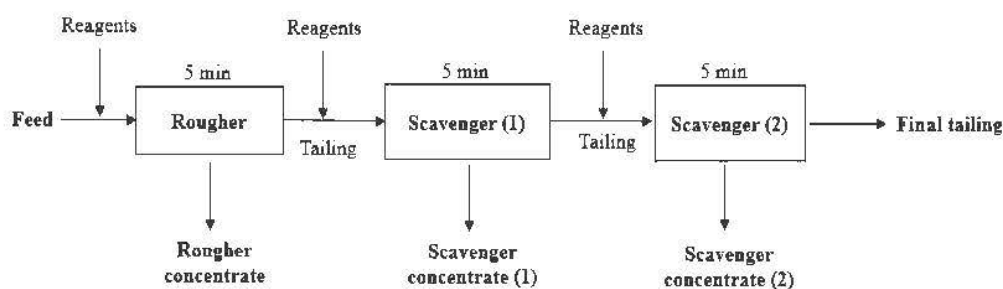 Reagents
Reagents
Reagents
5 min
5 min
5 min
Feed
Rougher
Scavenger (1)
Scavenger (2)
Final tailing
Tailing
Tailing
Rougher
concentrate
Scavenger
concentrate (1)
Scavenger
concentrate (2)